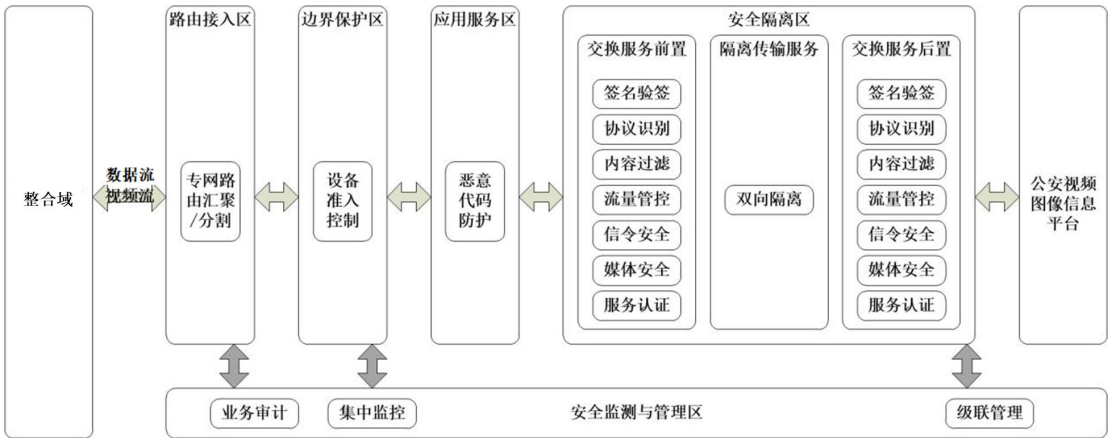 整合域
数据流
视频流
路由接入区
专网路
由汇聚
/分割
边界保护区
设备
准入
控制
应用服务区
恶意
代码
防护
安全隔离区
交换服务前置
签名验签
协议识别
内容过滤
流量管控
信令安全
媒体安全
服务认证
隔离传输服务
双向隔离
交换服务后置
签名验签
协议识别
内容过滤
流量管控
信令安全
媒体安全
服务认证
公安视频
图像信息
平台
业务审计
集中监控
安全监测与管理区
级联管理